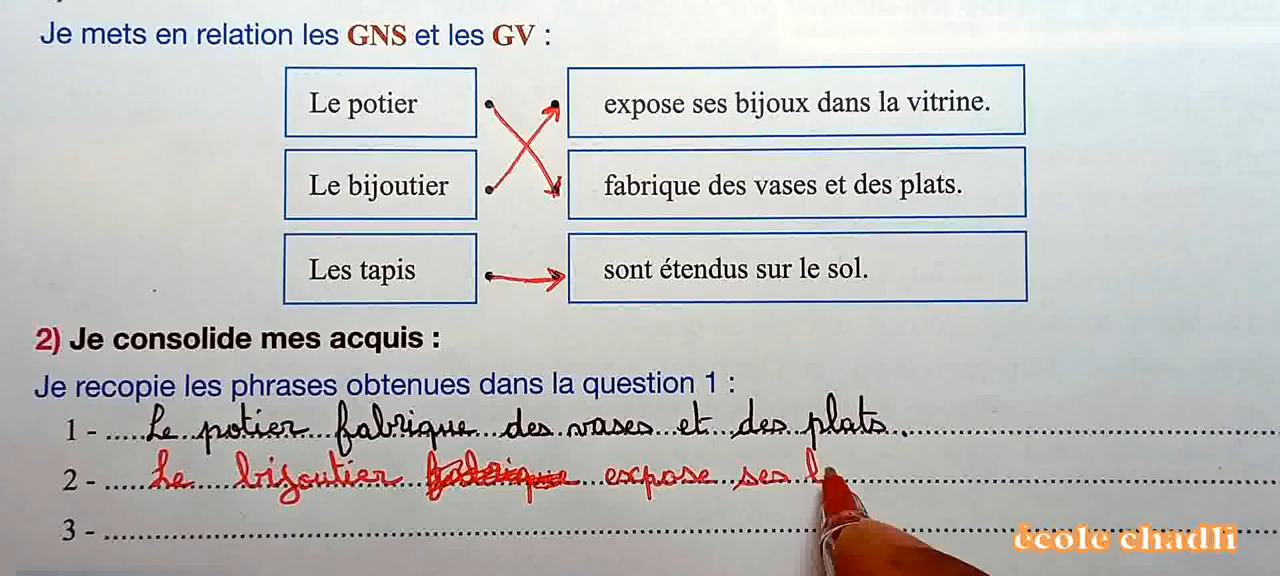 Je mets en relation les GNS et les GV :
Le potier
expose ses bijoux dans la vitrine.
Le bijoutier
fabrique des vases et des plats.
Les tapis
sont étendus sur le sol.
2) Je consolide mes acquis :
Je recopie les phrases obtenues dans la question 1 :
1 - Le potier fabrique des vases et des plats.
2 - Le bijoutier fabrique expose ses b
3 -
école chadli